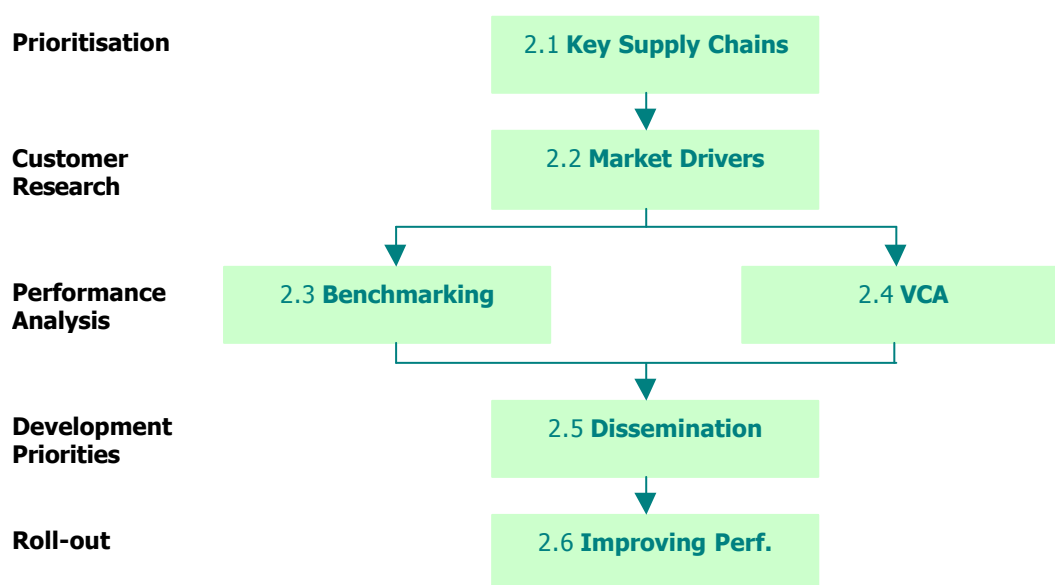 Prioritisation
2.1 Key Supply Chains
Customer
Research
2.2 Market Drivers
Performance
Analysis
2.3 Benchmarking
2.4 VCA
Development
Priorities
2.5 Dissemination
Roll-out
2.6 Improving Perf.